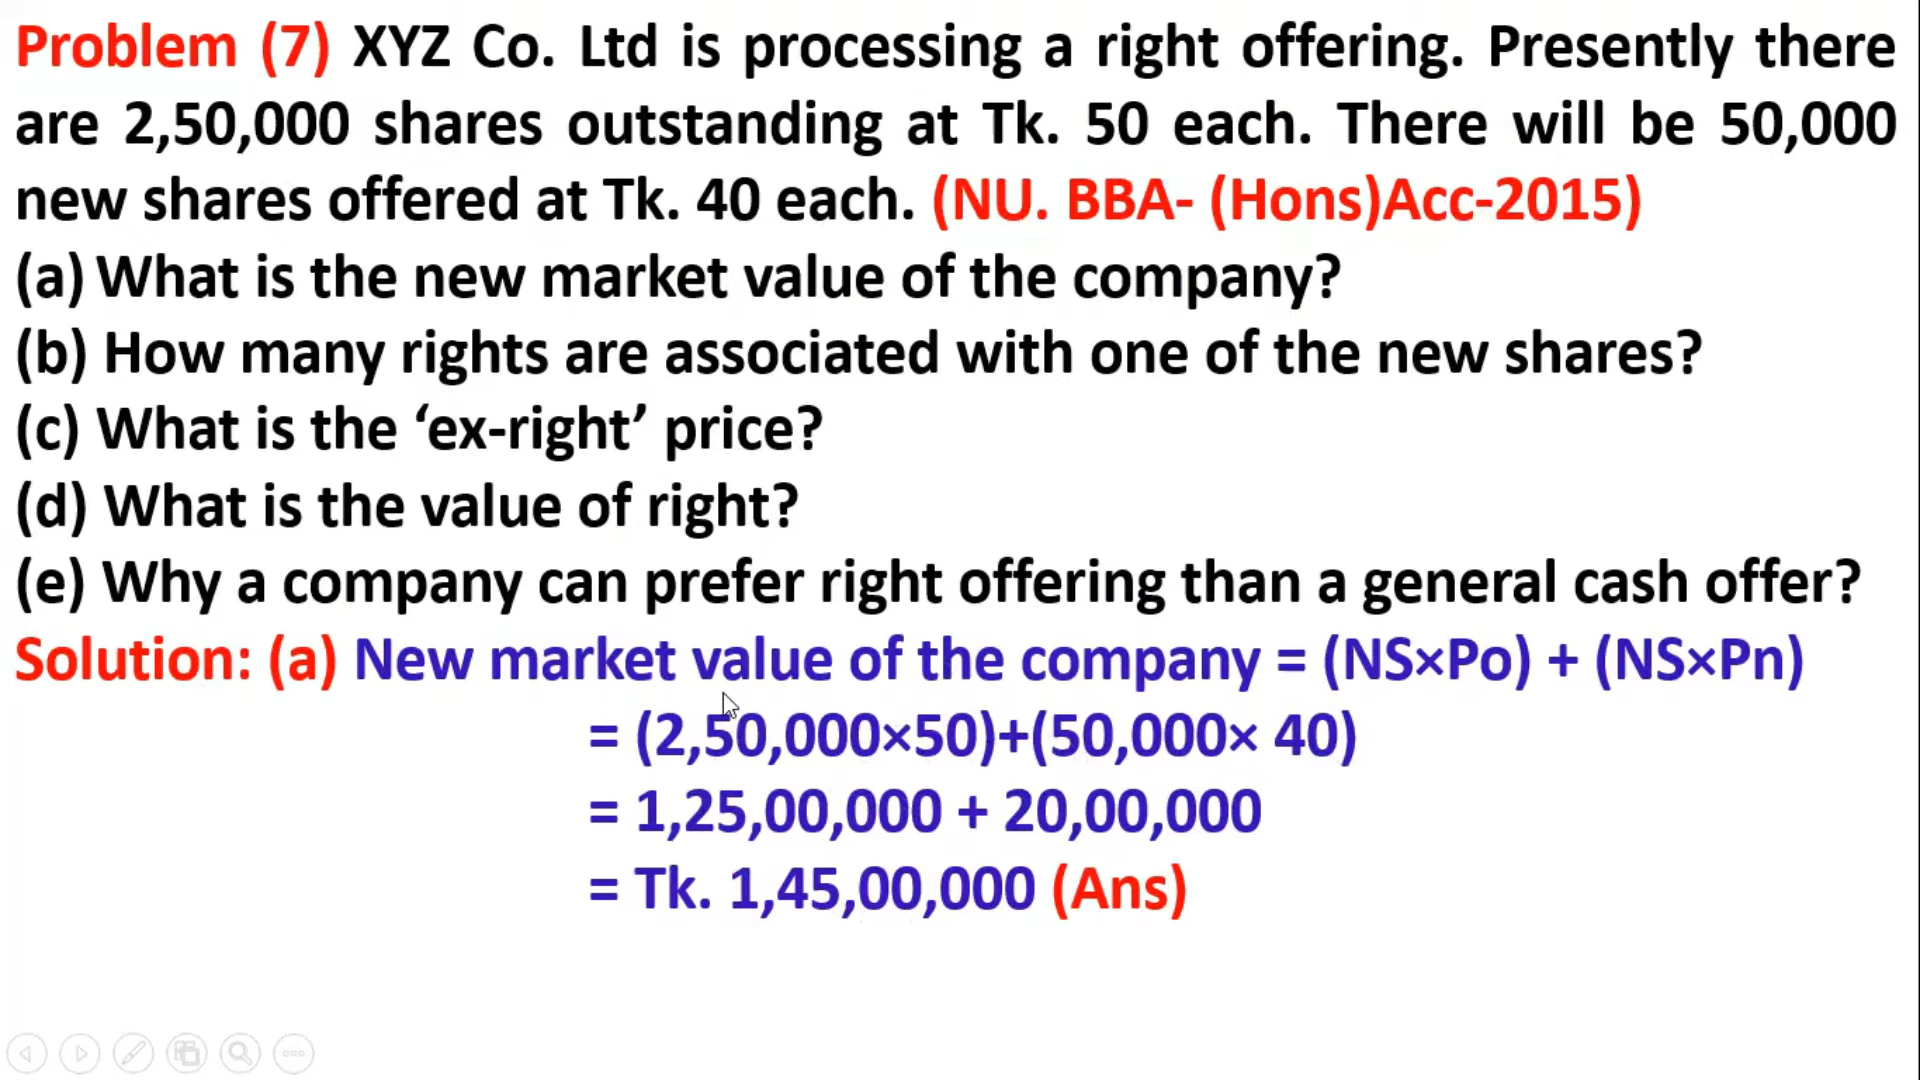 Problem (7) XYZ Co. Ltd is processing a right offering. Presently there
are 2,50,000 shares outstanding at Tk. 50 each. There will be 50,000
new shares offered at Tk. 40 each. (NU. BBA- (Hons)Acc-2015)
(a) What is the new market value of the company?
(b) How many rights are associated with one of the new shares?
(c) What is the ‘ex-right’ price?
(d) What is the value of right?
(e) Why a company can prefer right offering than a general cash offer?
Solution: (a) New market value of the company = (NS×Po) + (NS×Pn)
= (2,50,000×50)+(50,000× 40)
= 1,25,00,000 + 20,00,000
= Tk. 1,45,00,000 (Ans)